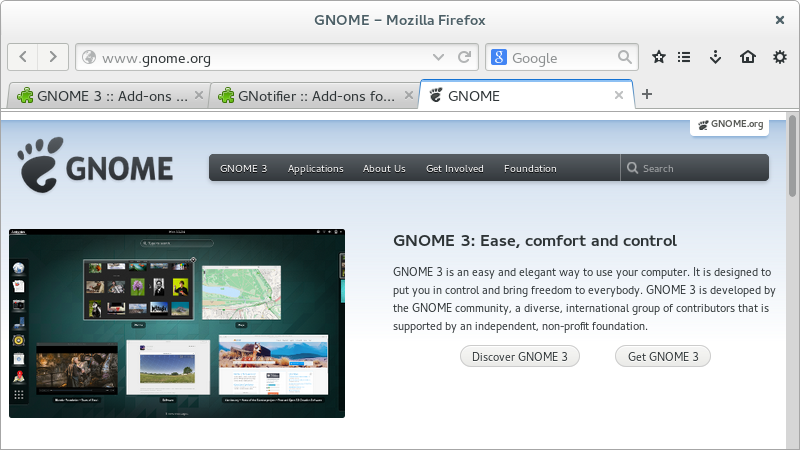 GNOME – Mozilla Firefox
www.gnome.org
Google
GNOME 3 :: Add-ons ...
GNotifier :: Add-ons fo...
GNOME
GNOME.org
GNOME
GNOME 3
Applications
About Us
Get Involved
Foundation
Search
GNOME 3: Ease, comfort and control
GNOME 3 is an easy and elegant way to use your computer. It is designed to
put you in control and bring freedom to everybody. GNOME 3 is developed by
the GNOME community, a diverse, international group of contributors that is
supported by an independent, non-profit foundation.
Discover GNOME 3
Get GNOME 3